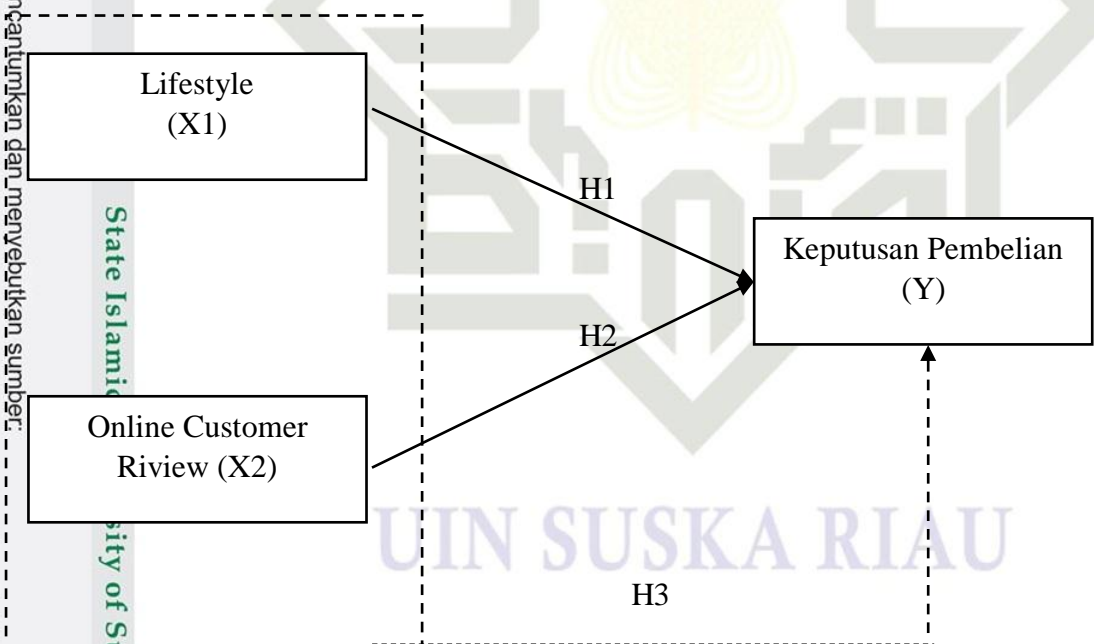 Lifestyle
(X1)
H1
Keputusan Pembelian
(Y)
H2
Online Customer
Riview (X2)
H3
UIN SUSKA RIAU
State Islamic
sity of S
ncantumkan dan menyebutkan sumber: